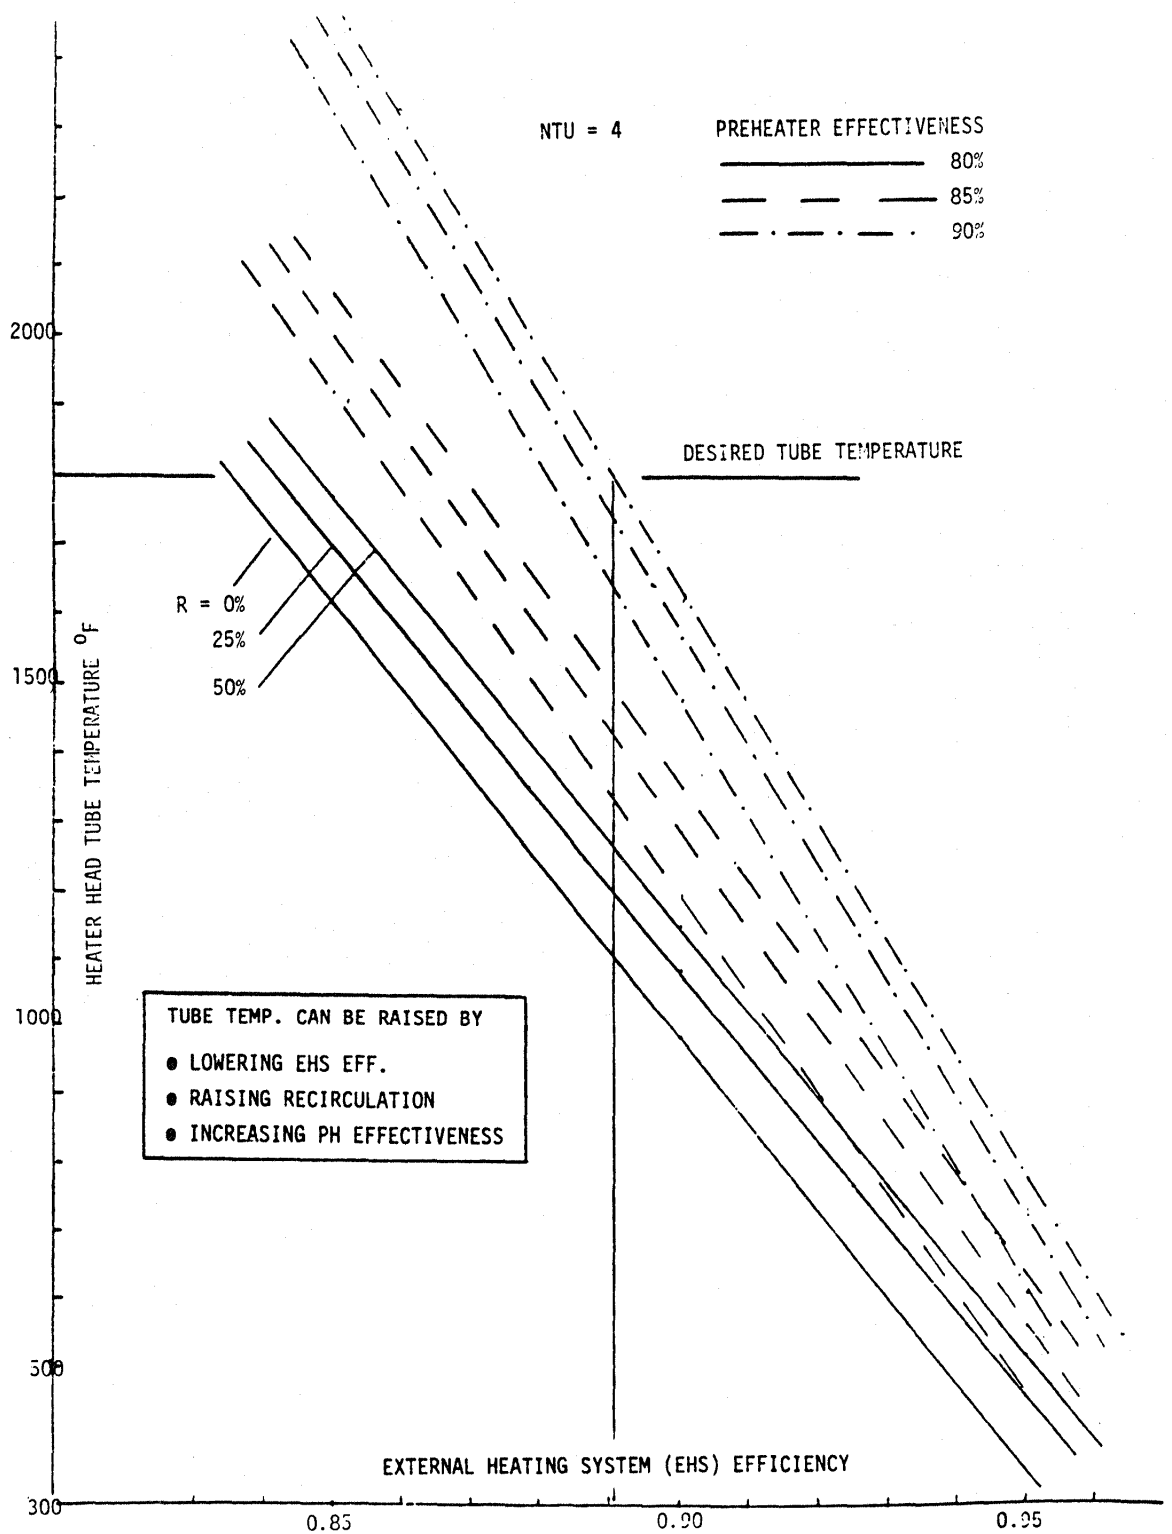 NTU = 4
PREHEATER EFFECTIVENESS
80%
85%
90%
2000
DESIRED TUBE TEMPERATURE
R = 0%
25%
50%
1500
HEATER HEAD TUBE TEMPERATURE °F
1000
TUBE TEMP. CAN BE RAISED BY
● LOWERING EHS EFF.
● RAISING RECIRCULATION
● INCREASING PH EFFECTIVENESS
500
EXTERNAL HEATING SYSTEM (EHS) EFFICIENCY
300
0.85
0.90
0.95